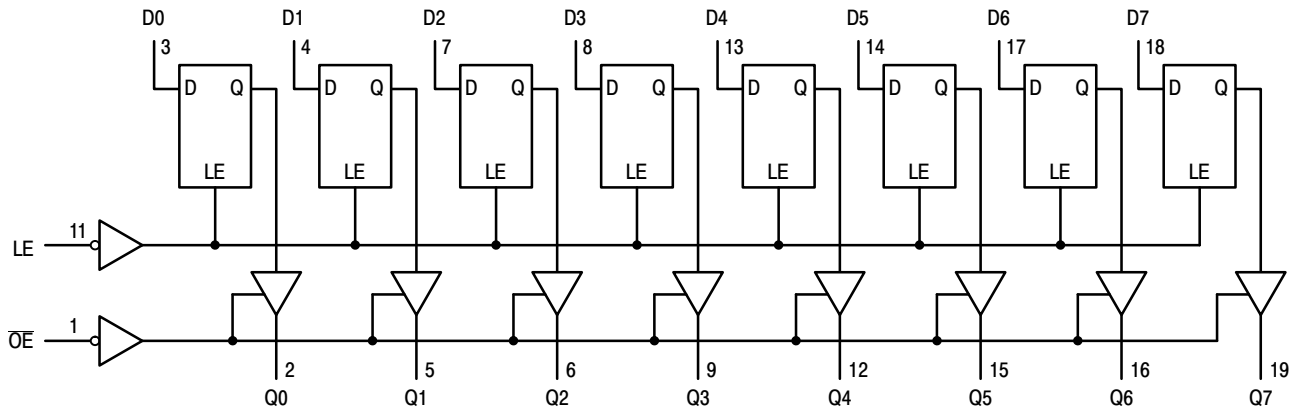 D0 D1 D2 D3 D4 D5 D6 D7
3 4 7 8 13 14 17 18
D Q D Q D Q D Q D Q D Q D Q D Q
LE LE LE LE LE LE LE LE
LE 11
O̅E̅ 1
2 5 6 9 12 15 16 19
Q0 Q1 Q2 Q3 Q4 Q5 Q6 Q7